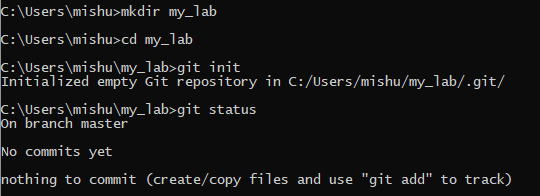 C:\Users\mishu>mkdir my_lab
C:\Users\mishu>cd my_lab
C:\Users\mishu\my_lab>git init
Initialized empty Git repository in C:/Users/mishu/my_lab/.git/
C:\Users\mishu\my_lab>git status
On branch master
No commits yet
nothing to commit (create/copy files and use "git add" to track)